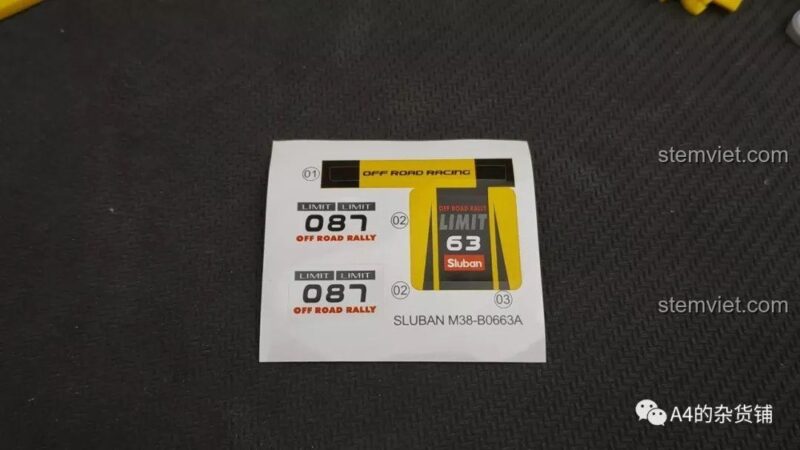 stemviet.com
01
OFF ROAD RACING
LIMIT LIMIT
087
OFF ROAD RALLY
02
OFF ROAD RALLY
LIMIT
63
Sluban
LIMIT LIMIT
087
OFF ROAD RALLY
02
03
SLUBAN M38-B0663A
stemviet.com
A4的杂货铺